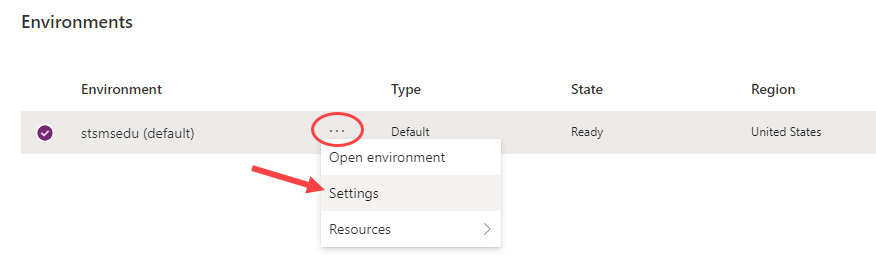 Environments
Environment Type State Region
stsmsedu (default) ... Default Ready United States
Open environment
Settings
Resources